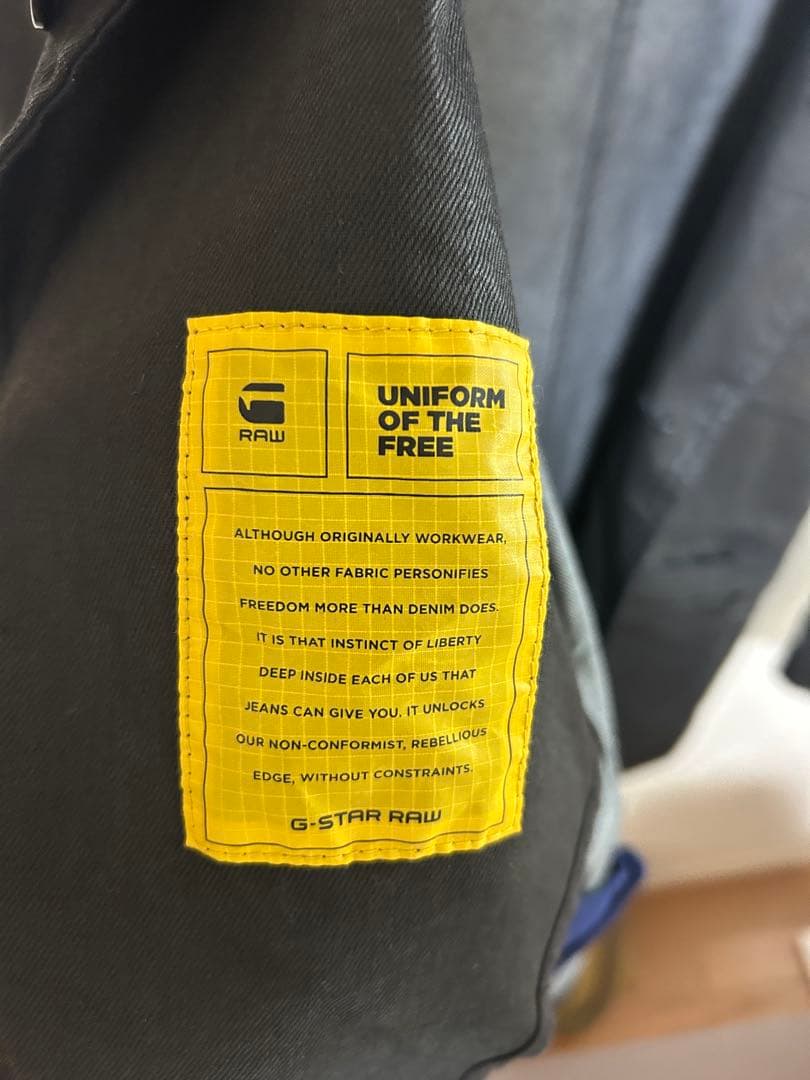 G
RAW
UNIFORM
OF THE
FREE
ALTHOUGH ORIGINALLY WORKWEAR,
NO OTHER FABRIC PERSONIFIES
FREEDOM MORE THAN DENIM DOES.
IT IS THAT INSTINCT OF LIBERTY
DEEP INSIDE EACH OF US THAT
JEANS CAN GIVE YOU. IT UNLOCKS
OUR NON-CONFORMIST, REBELLIOUS
EDGE, WITHOUT CONSTRAINTS.
G-STAR RAW